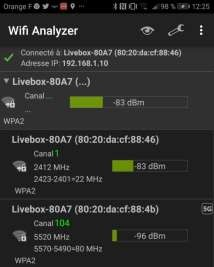 Orange F 12:25
Wifi Analyzer
Connecté à: Livebox-80A7 (80:20:da:cf:88:46)
Adresse IP: 192.168.1.10
Livebox-80A7 (...)
Canal ...
...
-83 dBm
WPA2
Livebox-80A7 (80:20:da:cf:88:46)
Canal 1
2412 MHz
-83 dBm
2423-2401=22 MHz
WPA2
Livebox-80A7 (80:20:da:cf:88:4b)
5G
Canal 104
5520 MHz
-96 dBm
5570-5490=80 MHz
WPA2